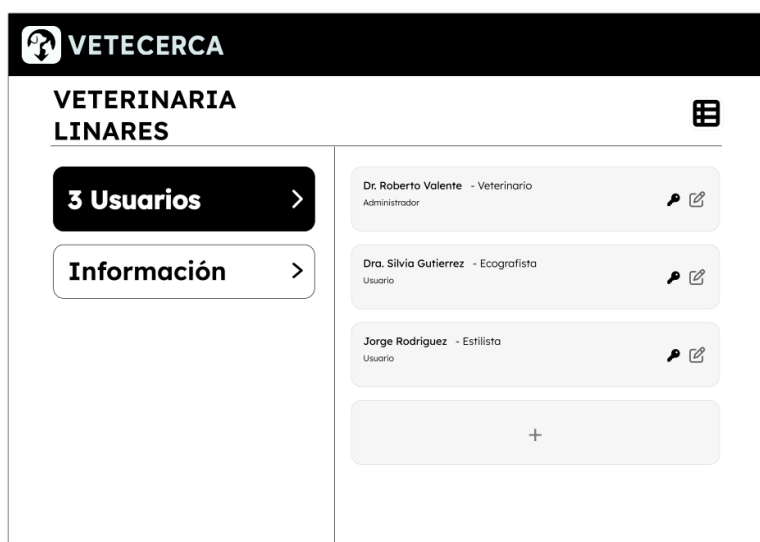 VETECERCA
VETERINARIA
LINARES
3 Usuarios
Información
Dr. Roberto Valente - Veterinario
Administrador
Dra. Silvia Gutierrez - Ecografista
Usuario
Jorge Rodríguez - Estilista
Usuario
+